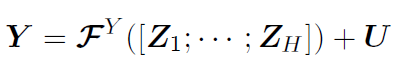 Y = 𝓕^Y([Z_1; ⋯ ; Z_H]) + U